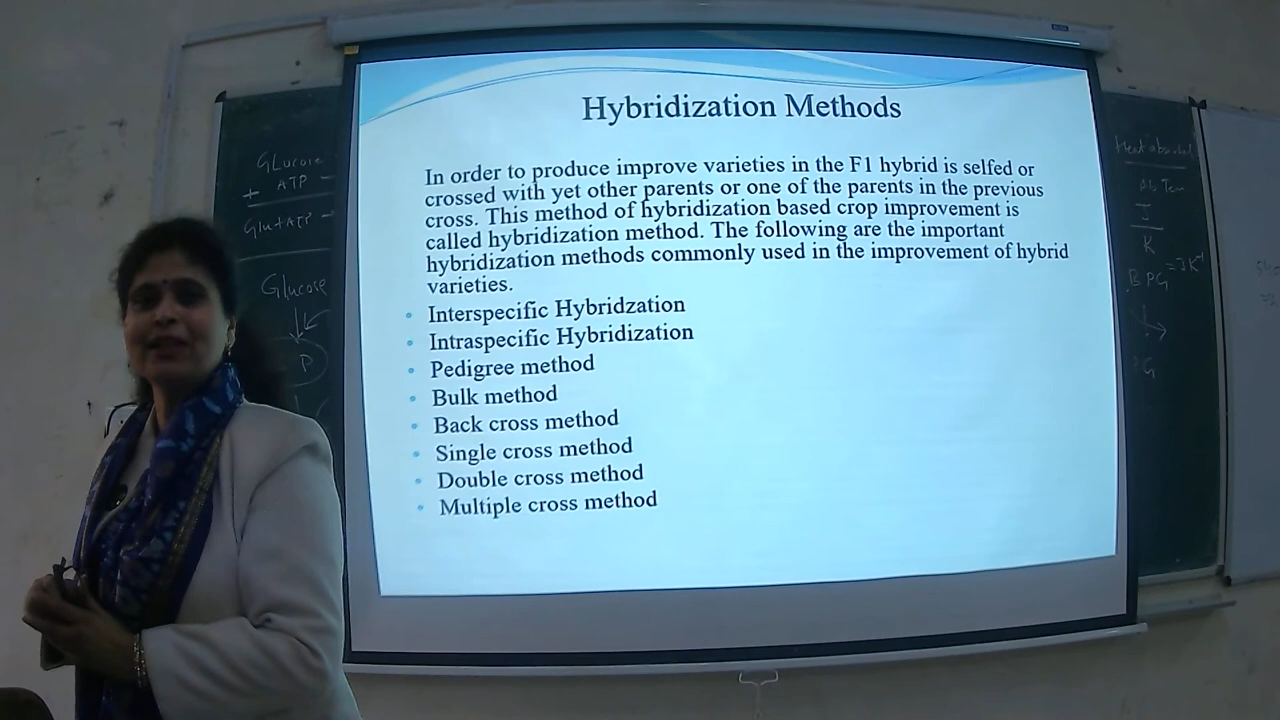 Hybridization Methods
In order to produce improve varieties in the F1 hybrid is selfed or
crossed with yet other parents or one of the parents in the previous
cross. This method of hybridization based crop improvement is
called hybridization method. The following are the important
hybridization methods commonly used in the improvement of hybrid
varieties.
Interspecific Hybridzation
Intraspecific Hybridization
Pedigree method
Bulk method
Back cross method
Single cross method
Double cross method
Multiple cross method
Glucose
+ ATP
Glu+ATP
Glucose
P
K